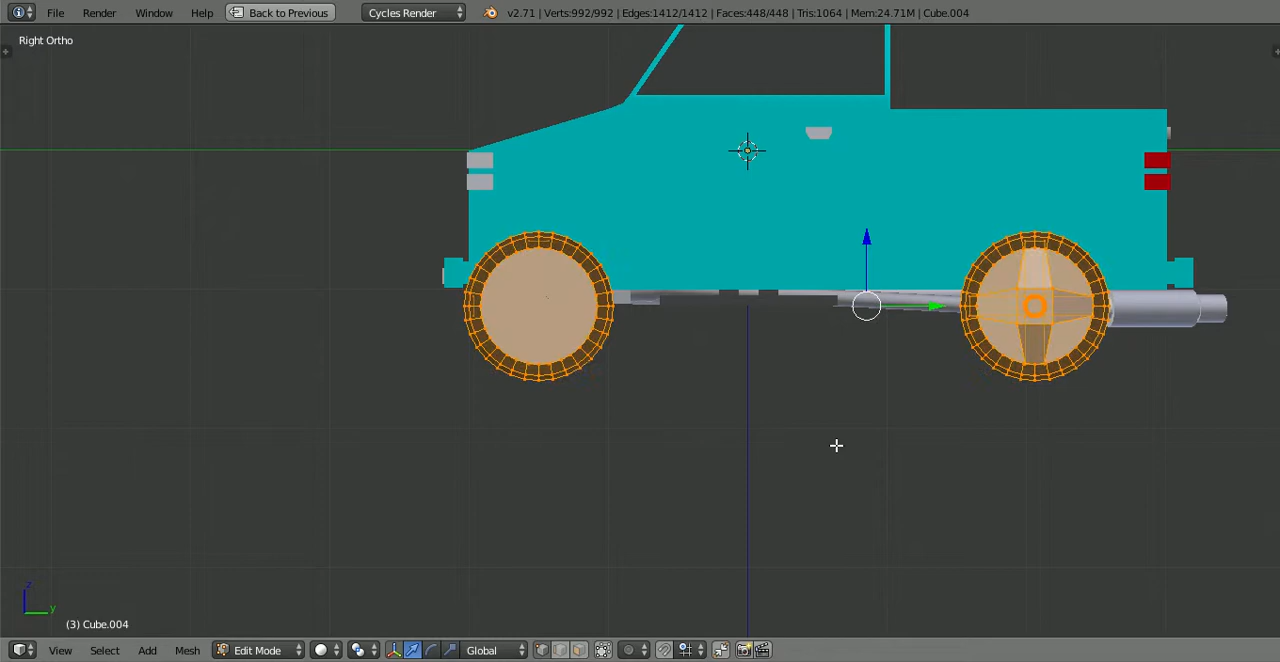 File Render Window Help Back to Previous Cycles Render v2.71 | Verts:992/992 | Edges:1412/1412 | Faces:448/448 | Tris:1064 | Mem:24.71M | Cube.004
Right Ortho
z
y
(3) Cube.004
View Select Add Mesh Edit Mode Global